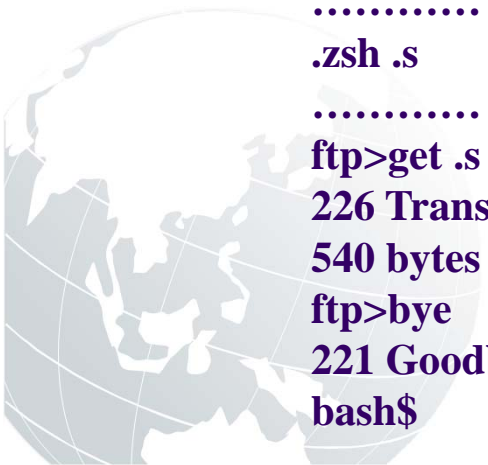 …………
.zsh .s
…………
ftp>get .s
226 Trans
540 bytes
ftp>bye
221 Good
bash$